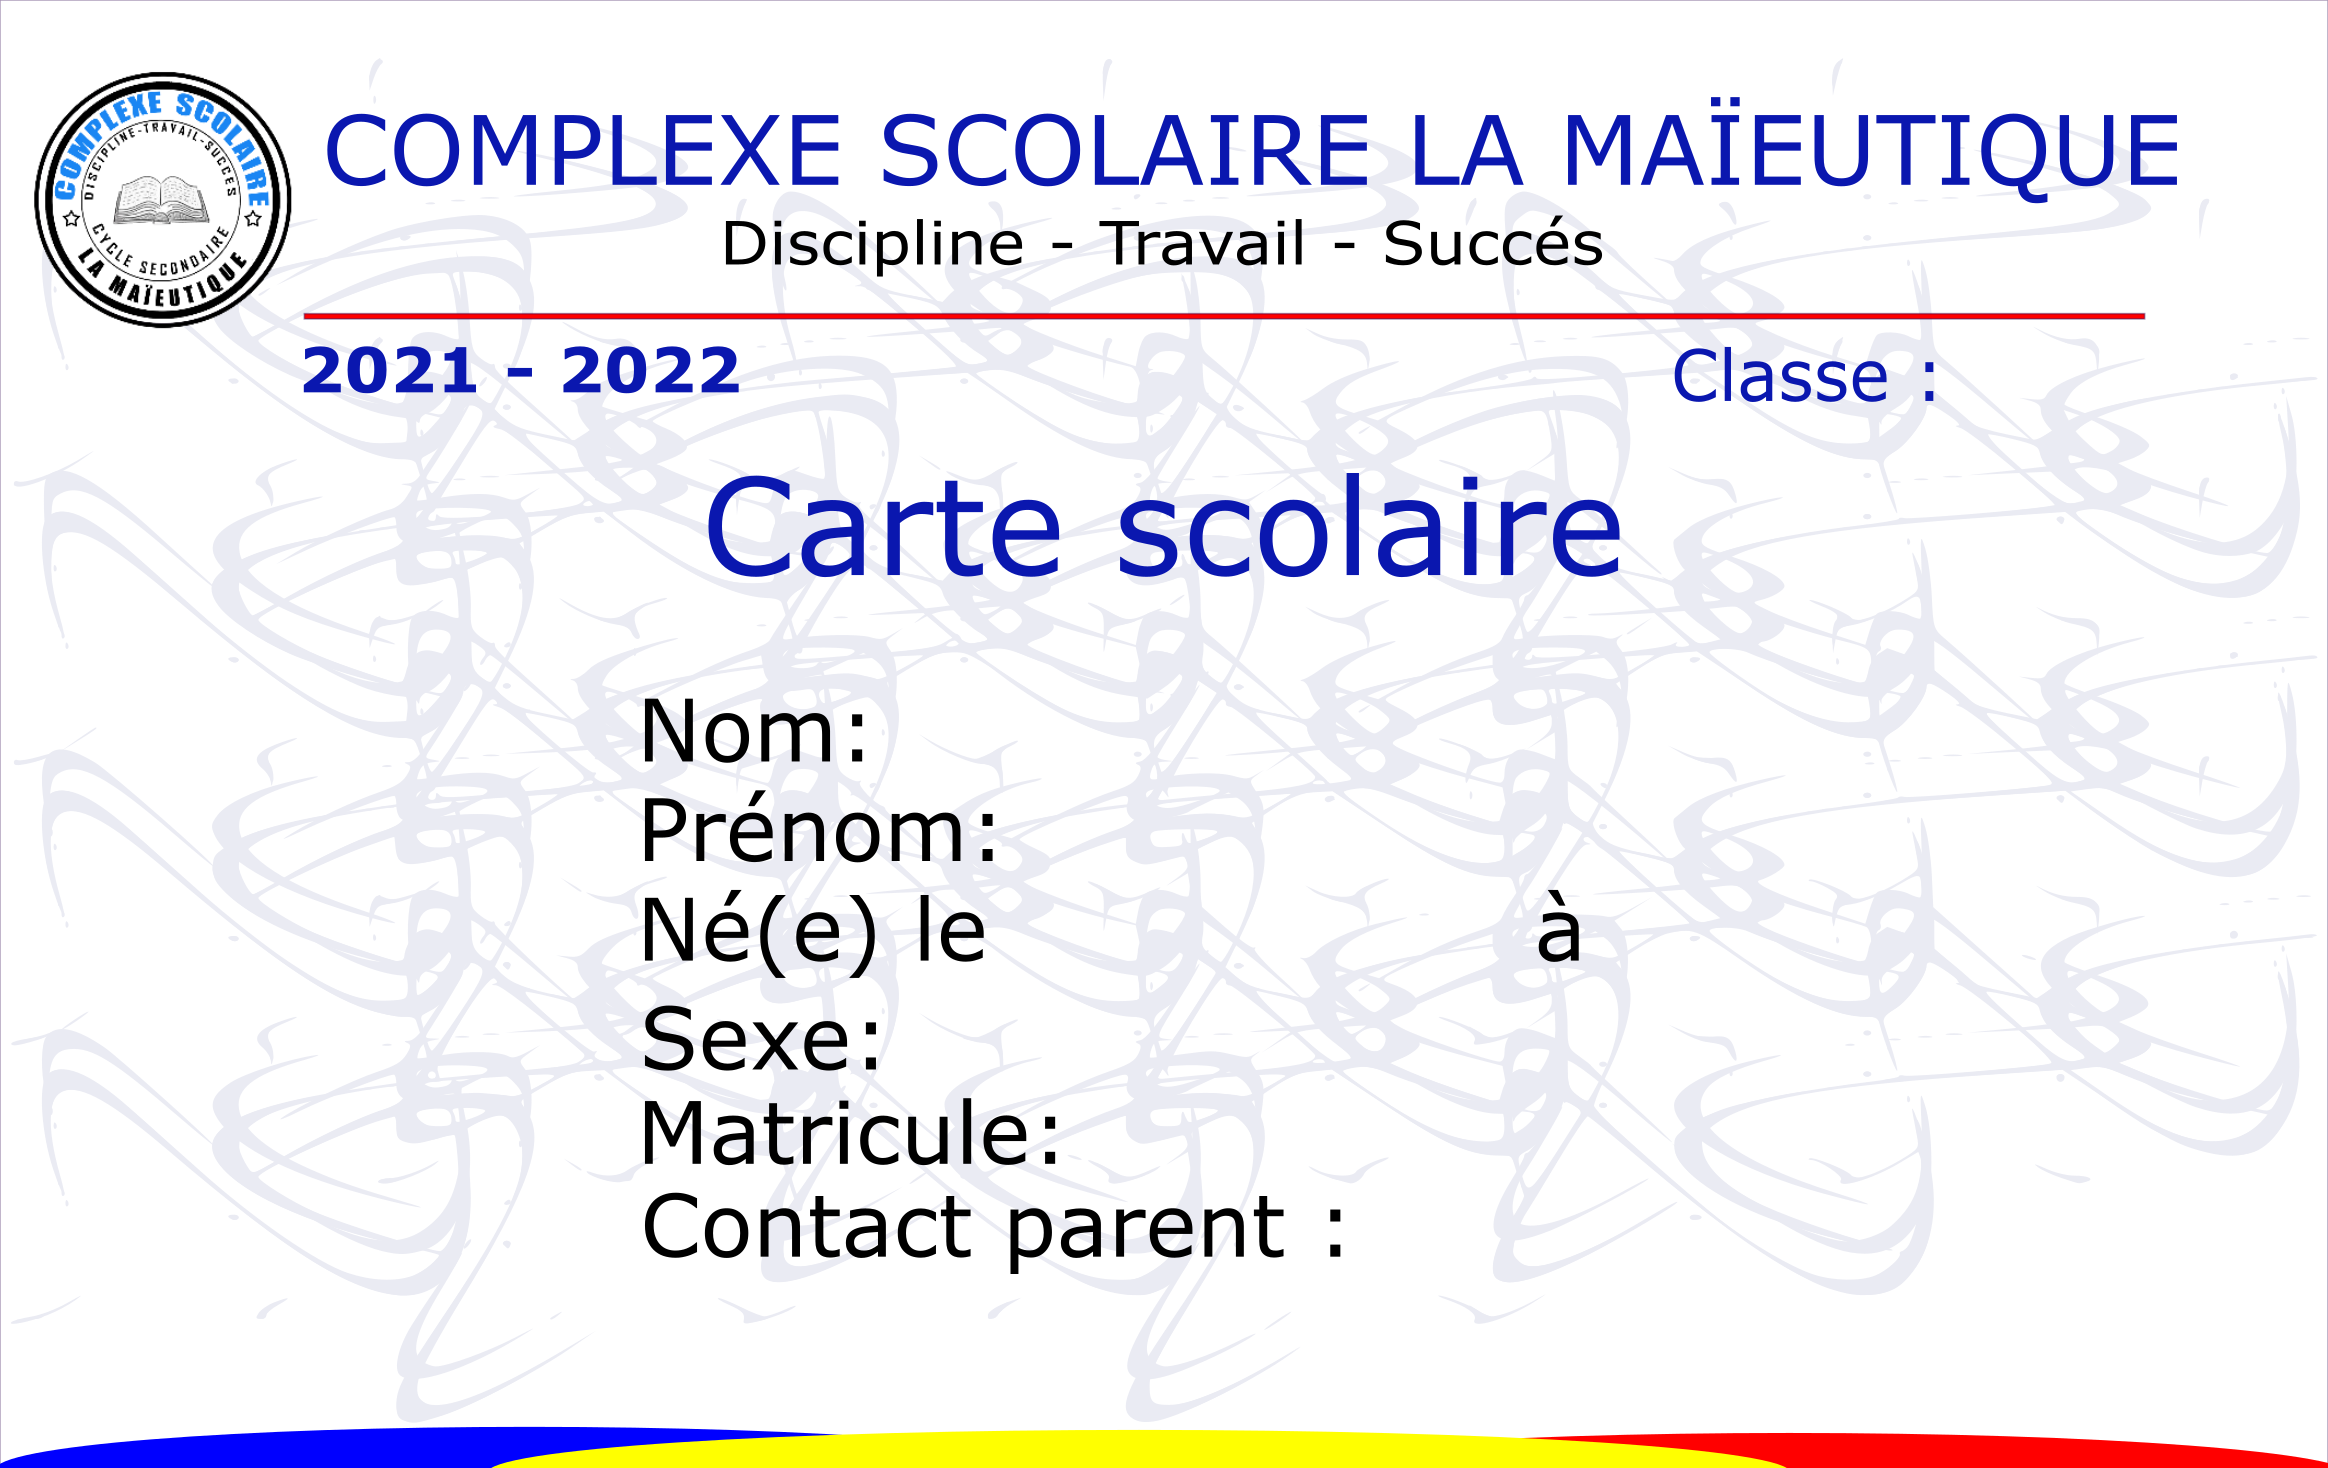 COMPLEXE SCOLAIRE
DISCIPLINE-TRAVAIL-SUCCES
CYCLE SECONDAIRE
LA MAÏEUTIQUE
COMPLEXE SCOLAIRE LA MAÏEUTIQUE
Discipline - Travail - Succés
2021 - 2022 Classe :
Carte scolaire
Nom:
Prénom:
Né(e) le à
Sexe:
Matricule:
Contact parent :